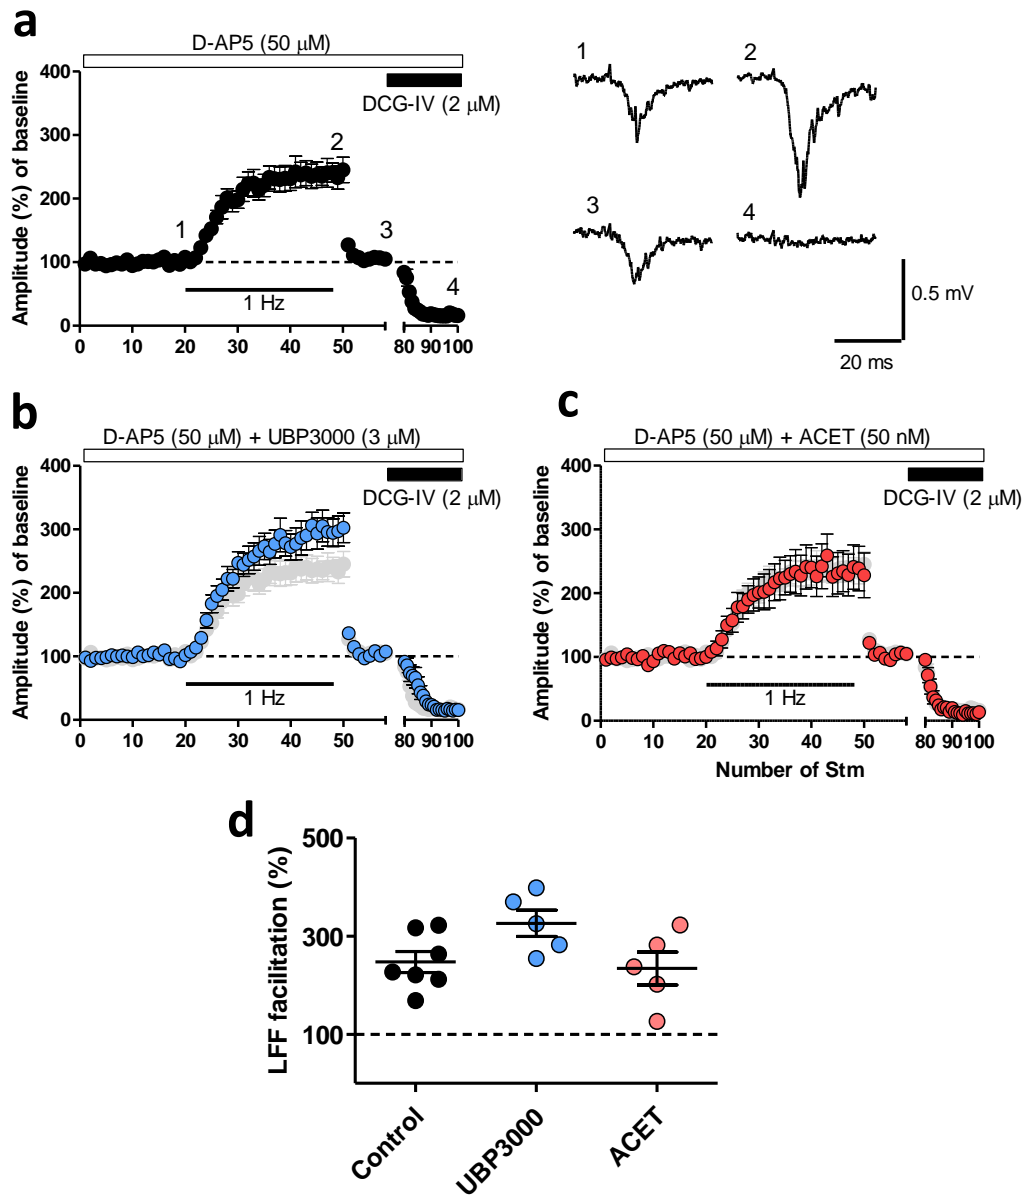 a
D-AP5 (50 μM)
DCG-IV (2 μM)
Amplitude (%) of baseline
400
300
200
100
0
1
2
3
4
1 Hz
0 10 20 30 40 50 80 90 100
1
2
3
4
0.5 mV
20 ms
b
D-AP5 (50 μM) + UBP3000 (3 μM)
DCG-IV (2 μM)
Amplitude (%) of baseline
400
300
200
100
0
1 Hz
0 10 20 30 40 50 80 90 100
c
D-AP5 (50 μM) + ACET (50 nM)
DCG-IV (2 μM)
Amplitude (%) of baseline
400
300
200
100
0
1 Hz
0 10 20 30 40 50 80 90 100
Number of Stm
d
LFF facilitation (%)
500
300
100
Control
UBP3000
ACET